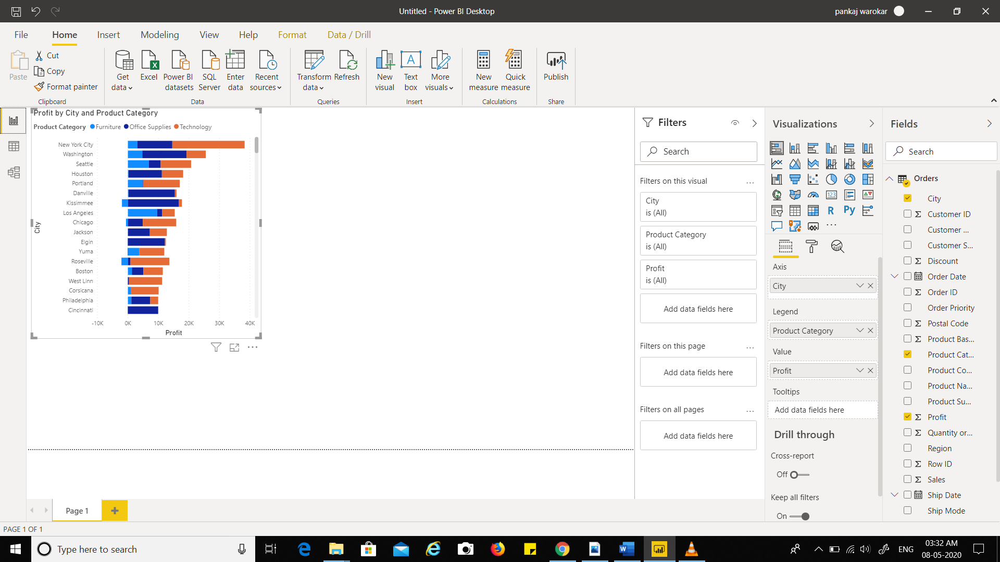 Untitled - Power BI Desktop
pankaj warokar
File Home Insert Modeling View Help Format Data / Drill
Paste
Cut
Copy
Format painter
Clipboard
Get data
Excel
Power BI datasets
SQL Server
Enter data
Recent sources
Data
Transform data
Refresh
Queries
New visual
Text box
More visuals
Insert
New measure
Quick measure
Calculations
Publish
Share
Profit by City and Product Category
Product Category Furniture Office Supplies Technology
City
New York City
Washington
Seattle
Houston
Portland
Danville
Kissimmee
Los Angeles
Chicago
Jackson
Elgin
Yuma
Roseville
Boston
West Linn
Corsicana
Philadelphia
Cincinnati
-10K 0K 10K 20K 30K 40K
Profit
Filters
Search
Filters on this visual ...
City
is (All)
Product Category
is (All)
Profit
is (All)
Add data fields here
Filters on this page ...
Add data fields here
Filters on all pages ...
Add data fields here
Visualizations
123
R Py
...
Axis
City
Legend
Product Category
Value
Profit
Tooltips
Add data fields here
Drill through
Cross-report
Off
Keep all filters
On
Fields
Search
Orders
City
Σ Customer ID
Customer ...
Customer S...
Σ Discount
Order Date
Σ Order ID
Order Priority
Σ Postal Code
Σ Product Bas...
Product Cat...
Product Co...
Product Na...
Product Su...
Σ Profit
Σ Quantity or...
Region
Σ Row ID
Σ Sales
Ship Date
Ship Mode
Page 1 +
PAGE 1 OF 1
Type here to search
ENG
03:32 AM
08-05-2020